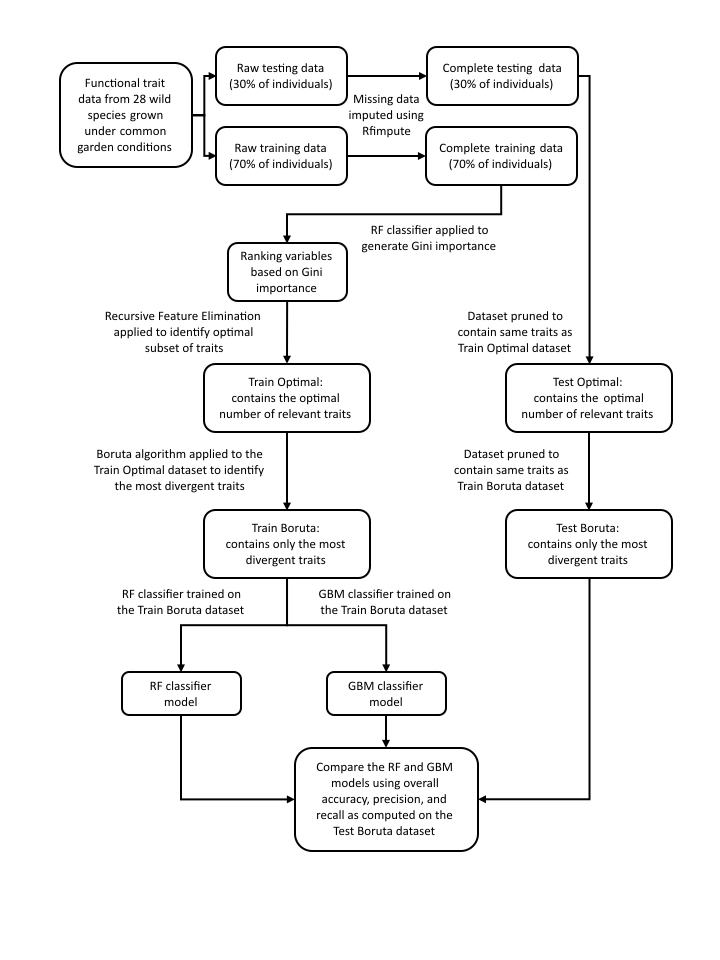 Functional trait
data from 28 wild
species grown
under common
garden conditions
Raw testing data
(30% of individuals)
Complete testing data
(30% of individuals)
Missing data
imputed using
Rfimpute
Raw training data
(70% of individuals)
Complete training data
(70% of individuals)
RF classifier applied to
generate Gini importance
Ranking variables
based on Gini
importance
Recursive Feature Elimination
applied to identify optimal
subset of traits
Dataset pruned to
contain same traits as
Train Optimal dataset
Train Optimal:
contains the optimal
number of relevant traits
Test Optimal:
contains the optimal
number of relevant traits
Boruta algorithm applied to the
Train Optimal dataset to identify
the most divergent traits
Dataset pruned to
contain same traits as
Train Boruta dataset
Train Boruta:
contains only the most
divergent traits
Test Boruta:
contains only the most
divergent traits
RF classifier trained on
the Train Boruta dataset
GBM classifier trained on
the Train Boruta dataset
RF classifier
model
GBM classifier
model
Compare the RF and GBM
models using overall
accuracy, precision, and
recall as computed on the
Test Boruta dataset